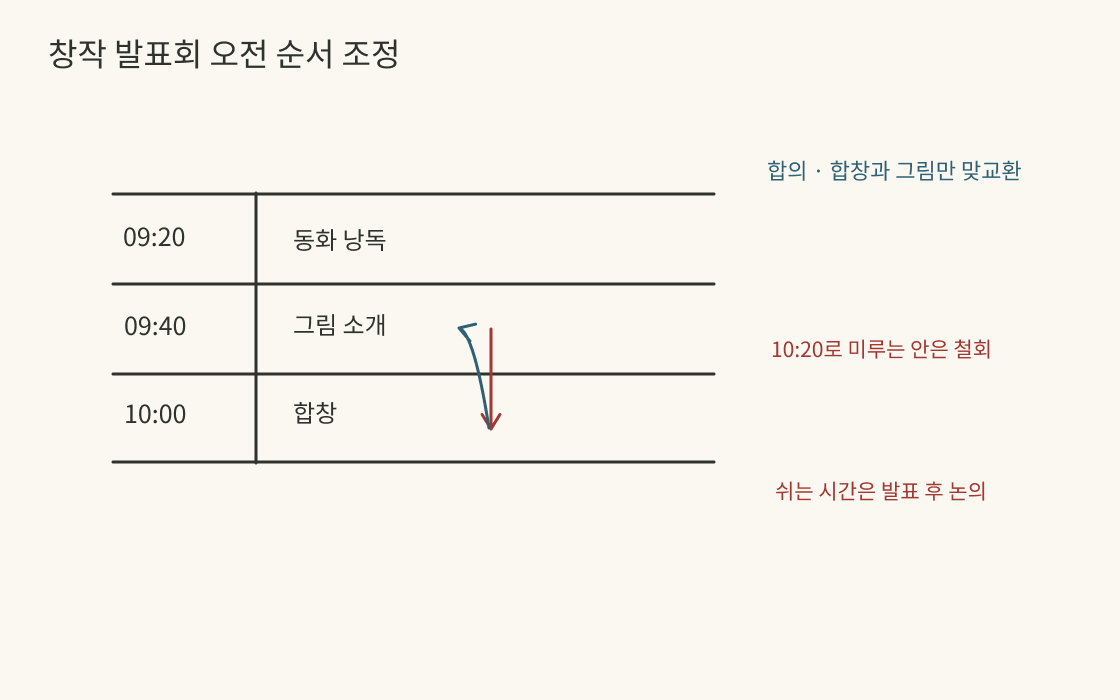 창작 발표회 오전 순서 조정
합의 · 합창과 그림만 맞교환
09:20 동화 낭독
09:40 그림 소개
10:20로 미루는 안은 철회
10:00 합창
쉬는 시간은 발표 후 논의